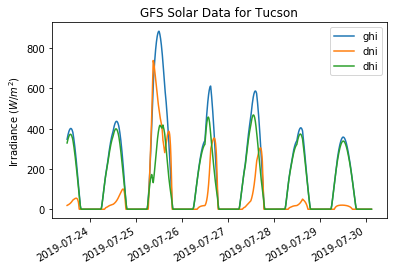 GFS Solar Data for Tucson
Irradiance (W/m²)
800
600
400
200
0
ghi
dni
dhi
2019-07-24
2019-07-25
2019-07-26
2019-07-27
2019-07-28
2019-07-29
2019-07-30